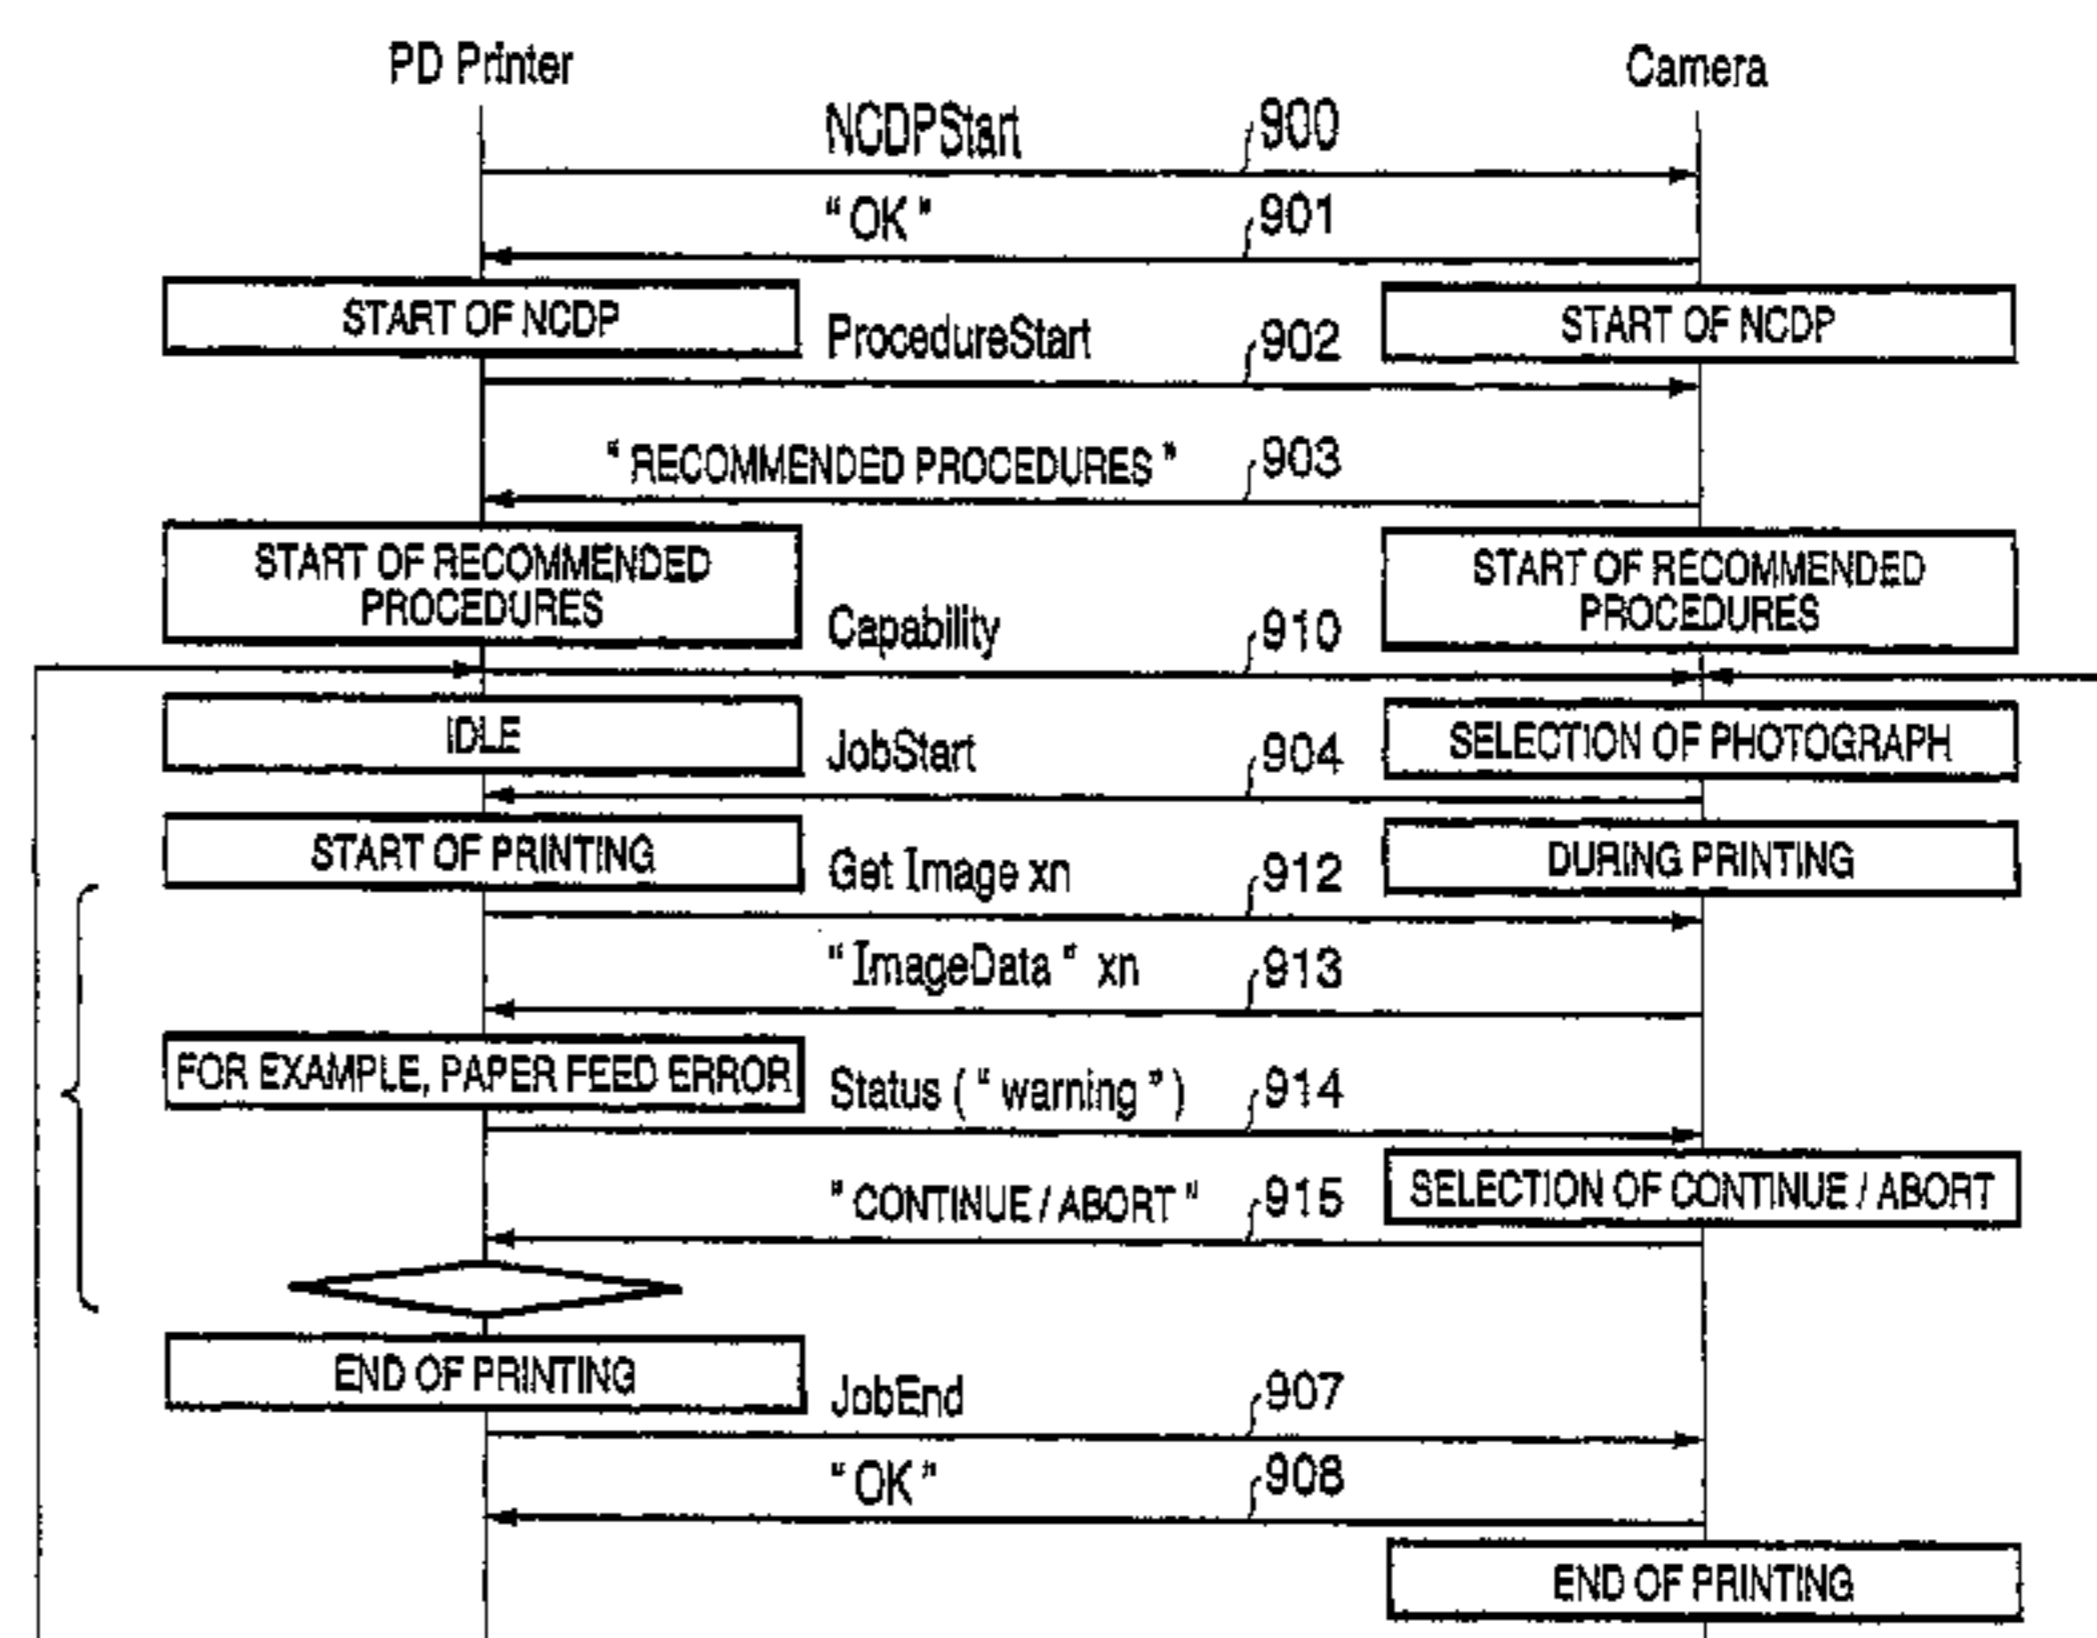 PD Printer
Camera
NCDPStart
900
" OK "
901
START OF NCDP
START OF NCDP
ProcedureStart
902
" RECOMMENDED PROCEDURES "
903
START OF RECOMMENDED
PROCEDURES
START OF RECOMMENDED
PROCEDURES
Capability
910
IDLE
SELECTION OF PHOTOGRAPH
JobStart
904
START OF PRINTING
DURING PRINTING
Get Image xn
912
" ImageData " xn
913
FOR EXAMPLE, PAPER FEED ERROR
Status ( " warning " )
914
SELECTION OF CONTINUE / ABORT
" CONTINUE / ABORT "
915
END OF PRINTING
JobEnd
907
" OK "
908
END OF PRINTING